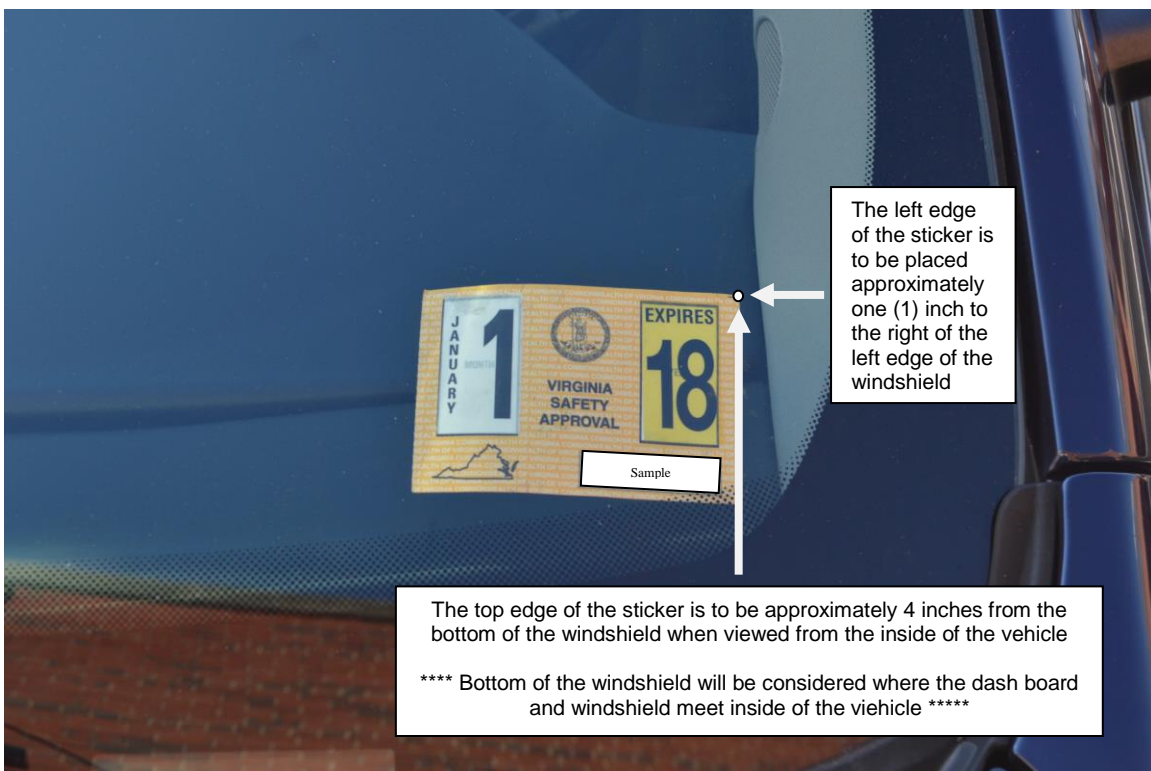 The left edge
of the sticker is
to be placed
approximately
one (1) inch to
the right of the
left edge of the
windshield
JANUARY
1
MONTH
VIRGINIA
SAFETY
APPROVAL
EXPIRES
18
Sample
The top edge of the sticker is to be approximately 4 inches from the
bottom of the windshield when viewed from the inside of the vehicle
**** Bottom of the windshield will be considered where the dash board
and windshield meet inside of the viehicle *****